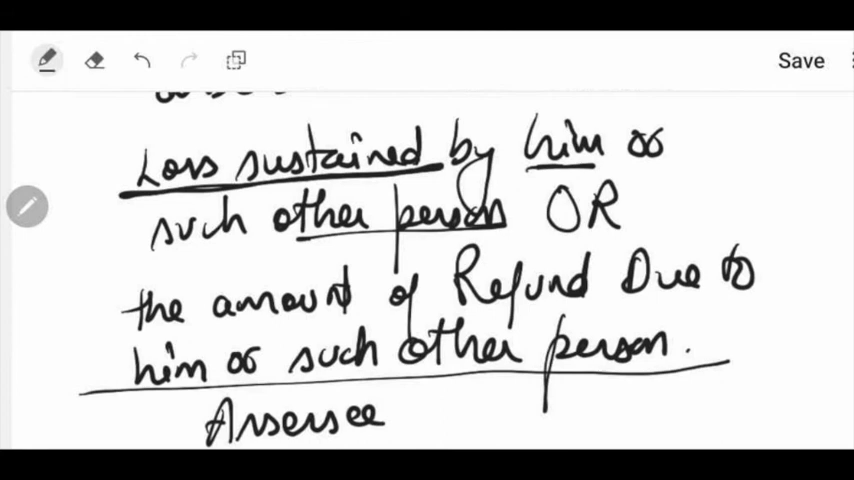 Save
Loss sustained by him or
such other person OR
the amount of Refund Due to
him or such other person.
Assessee